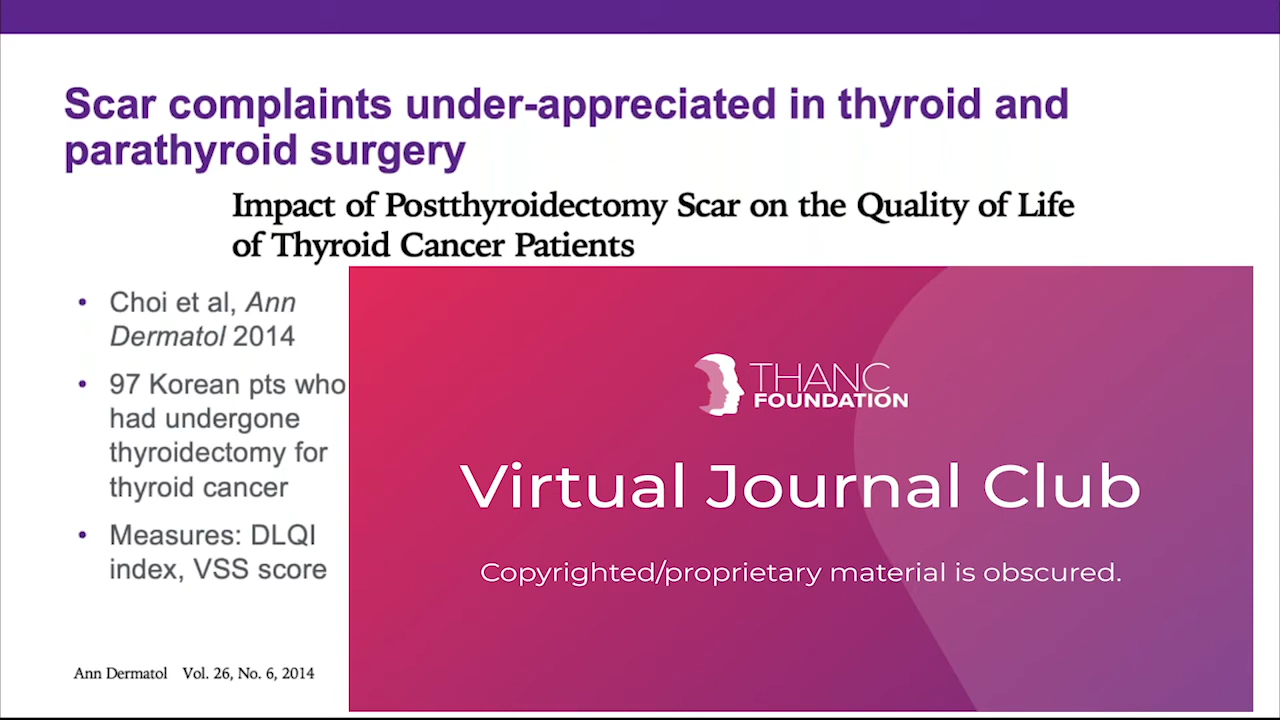 Scar complaints under-appreciated in thyroid and
parathyroid surgery
Impact of Postthyroidectomy Scar on the Quality of Life
of Thyroid Cancer Patients
• Choi et al, Ann
Dermatol 2014
• 97 Korean pts who
had undergone
thyroidectomy for
thyroid cancer
• Measures: DLQI
index, VSS score
Ann Dermatol Vol. 26, No. 6, 2014
THANC
FOUNDATION
Virtual Journal Club
Copyrighted/proprietary material is obscured.